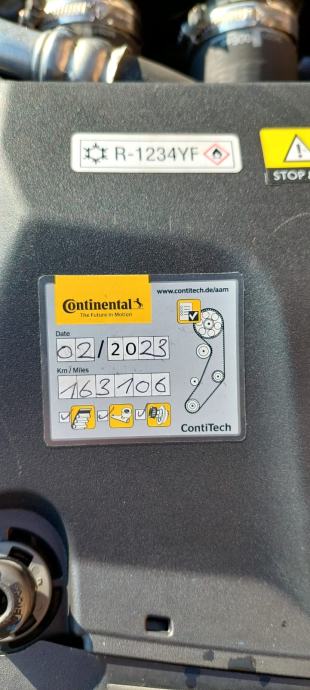 R-1234YF
STOP &
Continental
The Future in Motion
www.contitech.de/aam
Date
02/2023
Km / Miles
163106
ContiTech